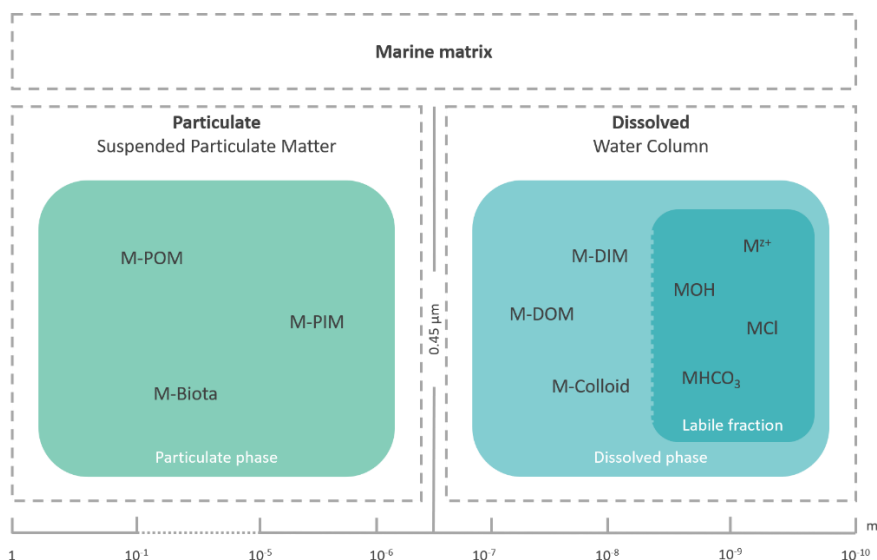 Marine matrix
Particulate
Suspended Particulate Matter
M-POM
M-PIM
M-Biota
Particulate phase
0.45 µm
Dissolved
Water Column
M-DIM
M-DOM
M-Colloid
Mᶻ⁺
MOH
MCl
MHCO₃
Labile fraction
Dissolved phase
1 10⁻¹ 10⁻⁵ 10⁻⁶ 10⁻⁷ 10⁻⁸ 10⁻⁹ 10⁻¹⁰ m